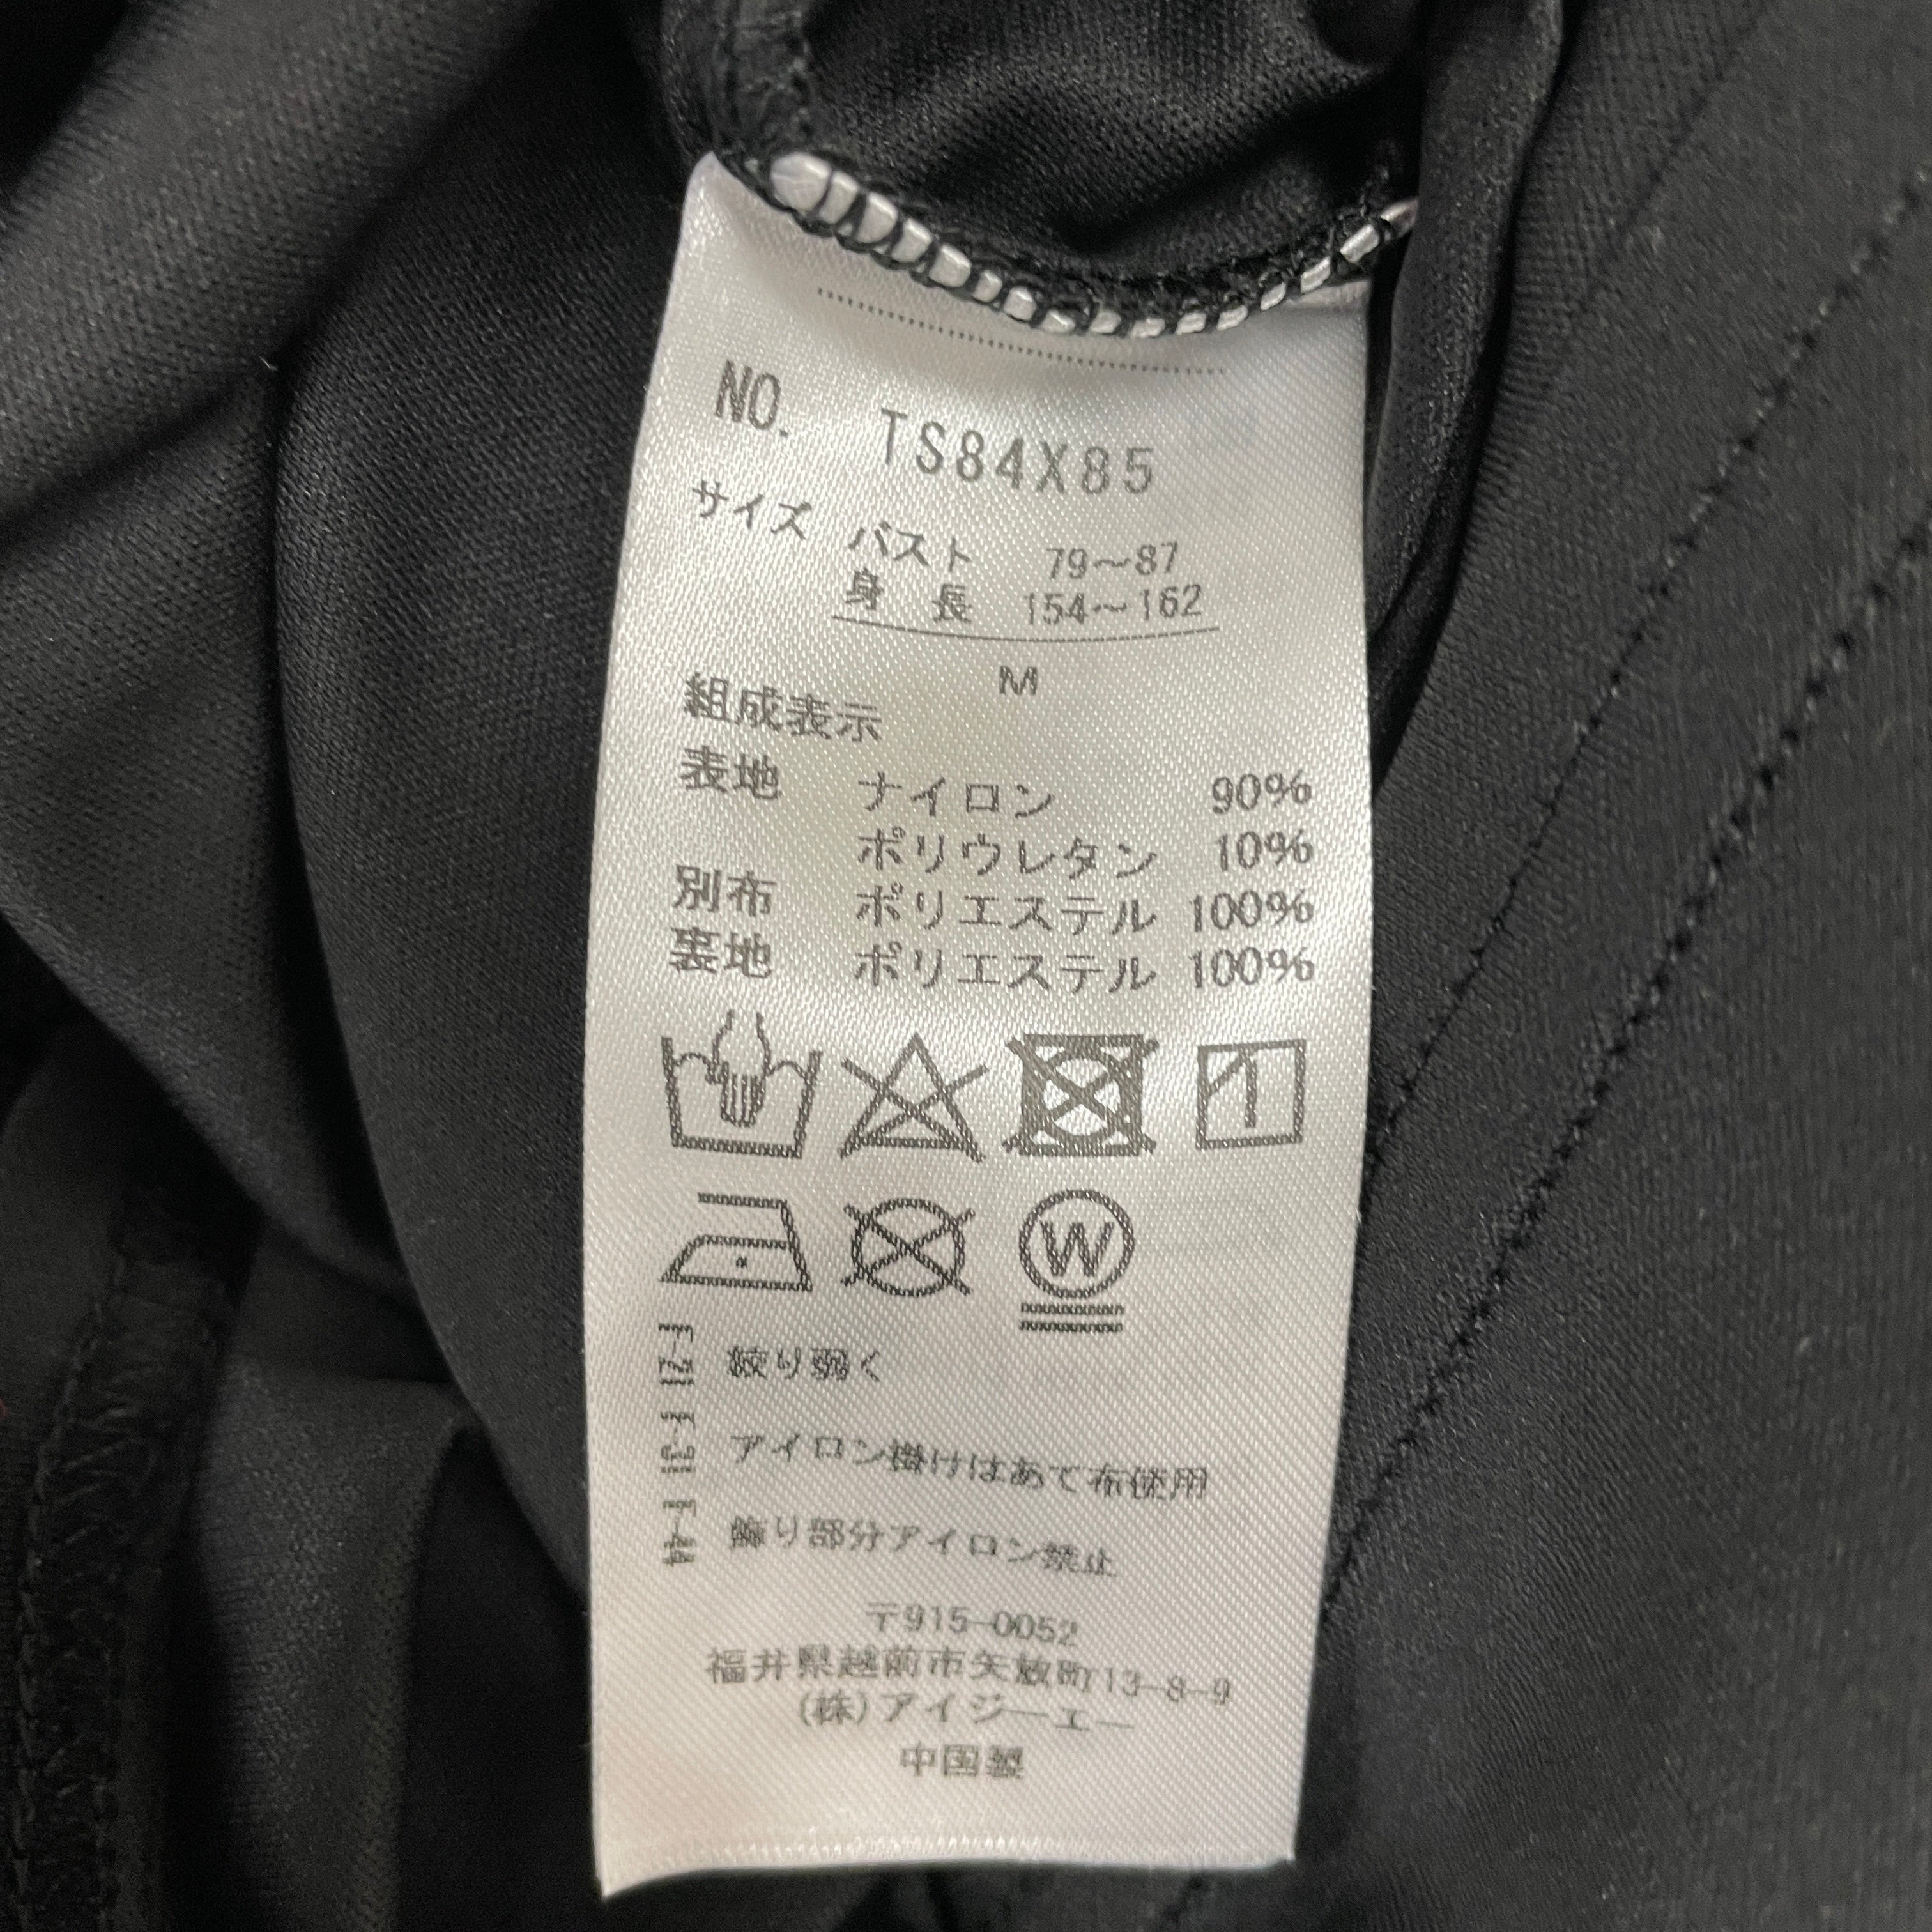 NO. TS84X85
サイズ バスト 79〜87
身 長 154〜162
M
組成表示
表地 ナイロン 90%
ポリウレタン 10%
別布 ポリエステル 100%
裏地 ポリエステル 100%
W
F-21 絞り弱く
F-31 アイロン掛けはあて布使用
F-44 飾り部分アイロン禁止
〒915-0052
福井県越前市矢放町13-8-9
(株)アイジーエー
中国製